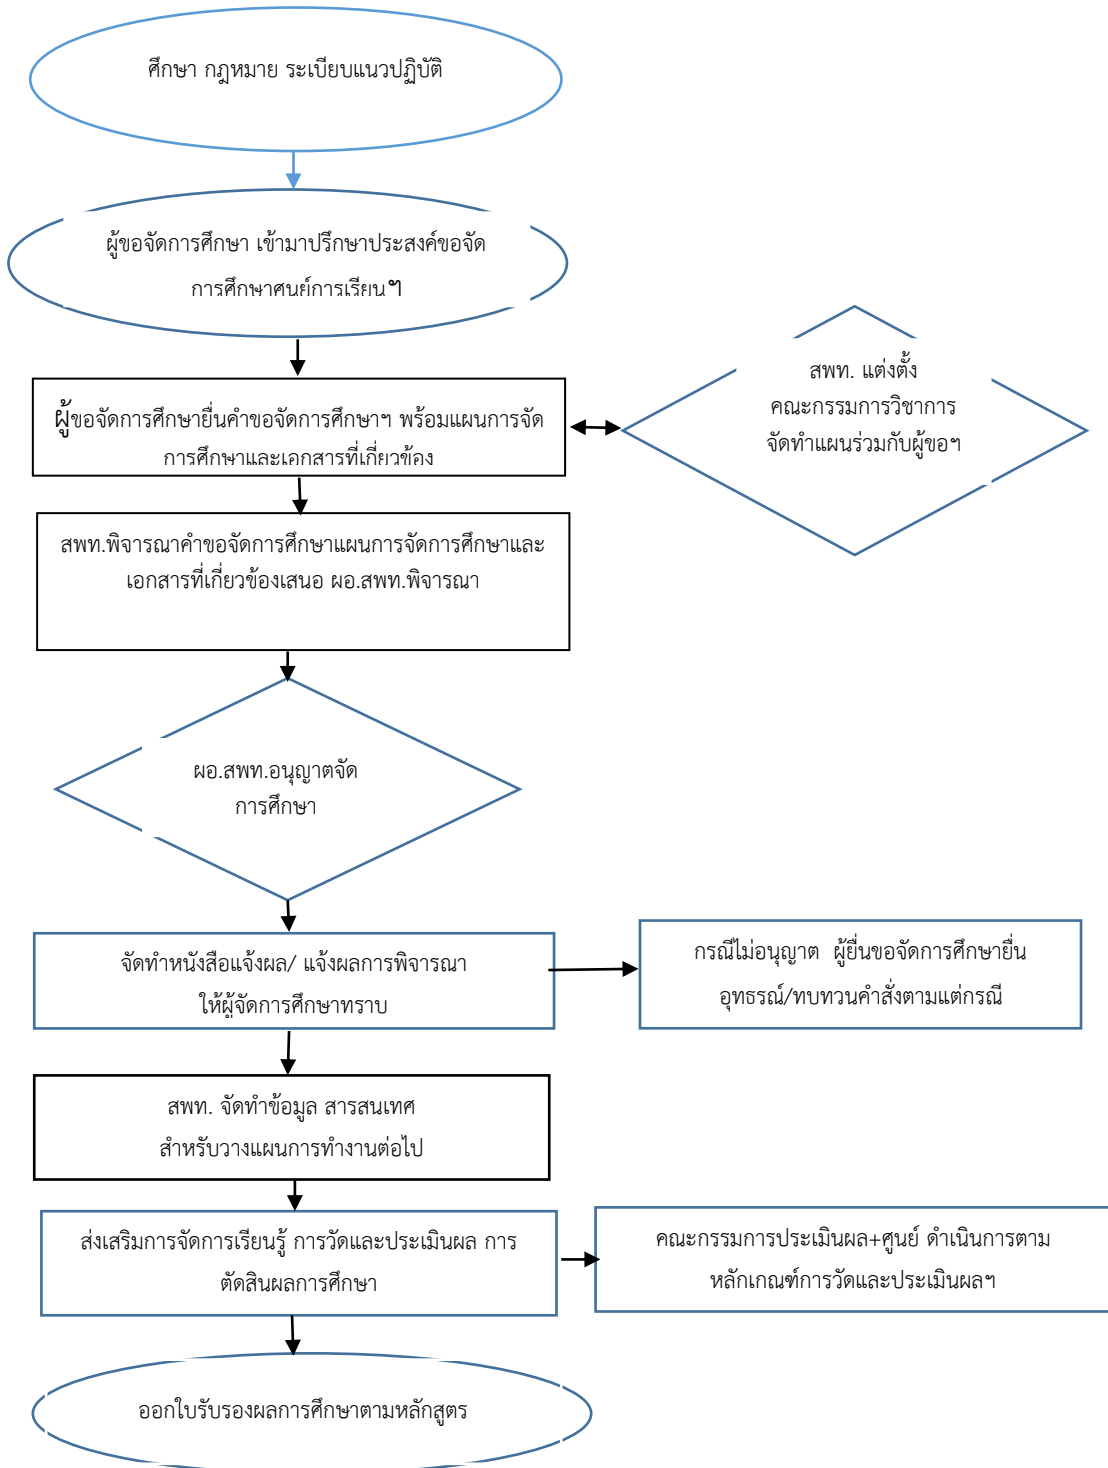 ศึกษา กฎหมาย ระเบียบแนวปฏิบัติ
ผู้ขอจัดการศึกษา เข้ามาปรึกษาประสงค์ขอจัด
การศึกษาศนย์การเรียนฯ
สพท. แต่งตั้ง
คณะกรรมการวิชาการ
จัดทำแผนร่วมกับผู้ขอฯ
ผู้ขอจัดการศึกษายื่นคำขอจัดการศึกษาฯ พร้อมแผนการจัด
การศึกษาและเอกสารที่เกี่ยวข้อง
สพท.พิจารณาคำขอจัดการศึกษาแผนการจัดการศึกษาและ
เอกสารที่เกี่ยวข้องเสนอ ผอ.สพท.พิจารณา
ผอ.สพท.อนุญาตจัด
การศึกษา
จัดทำหนังสือแจ้งผล/ แจ้งผลการพิจารณา
ให้ผู้จัดการศึกษาทราบ
กรณีไม่อนุญาต  ผู้ยื่นขอจัดการศึกษายื่น
อุทธรณ์/ทบทวนคำสั่งตามแต่กรณี
สพท. จัดทำข้อมูล สารสนเทศ
สำหรับวางแผนการทำงานต่อไป
ส่งเสริมการจัดการเรียนรู้ การวัดและประเมินผล การ
ตัดสินผลการศึกษา
คณะกรรมการประเมินผล+ศูนย์ ดำเนินการตาม
หลักเกณฑ์การวัดและประเมินผลฯ
ออกใบรับรองผลการศึกษาตามหลักสูตร